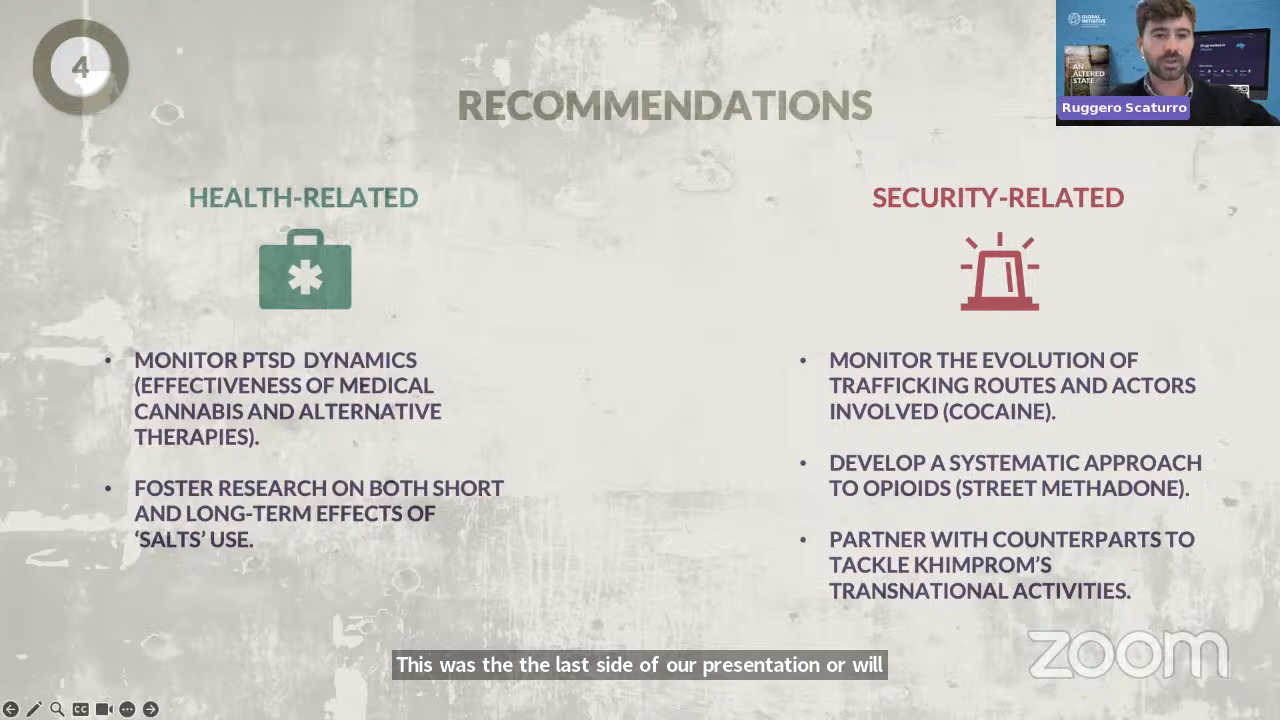 4
RECOMMENDATIONS
GLOBAL
INITIATIVE
AN
ALTERED
STATE
Ruggero Scaturro
HEALTH-RELATED
MONITOR PTSD DYNAMICS
(EFFECTIVENESS OF MEDICAL
CANNABIS AND ALTERNATIVE
THERAPIES).
FOSTER RESEARCH ON BOTH SHORT
AND LONG-TERM EFFECTS OF
‘SALTS’ USE.
SECURITY-RELATED
MONITOR THE EVOLUTION OF
TRAFFICKING ROUTES AND ACTORS
INVOLVED (COCAINE).
DEVELOP A SYSTEMATIC APPROACH
TO OPIOIDS (STREET METHADONE).
PARTNER WITH COUNTERPARTS TO
TACKLE KHIMPROM’S
TRANSNATIONAL ACTIVITIES.
zoom
This was the the last side of our presentation or will
CC